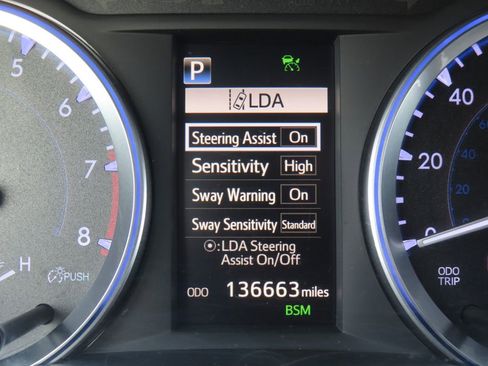 P
LDA
Steering Assist On
Sensitivity High
Sway Warning On
Sway Sensitivity Standard
:LDA Steering
Assist On/Off
ODO 136663 miles
BSM
5
6
7
8
H
PUSH
40
20
0
ODO
TRIP